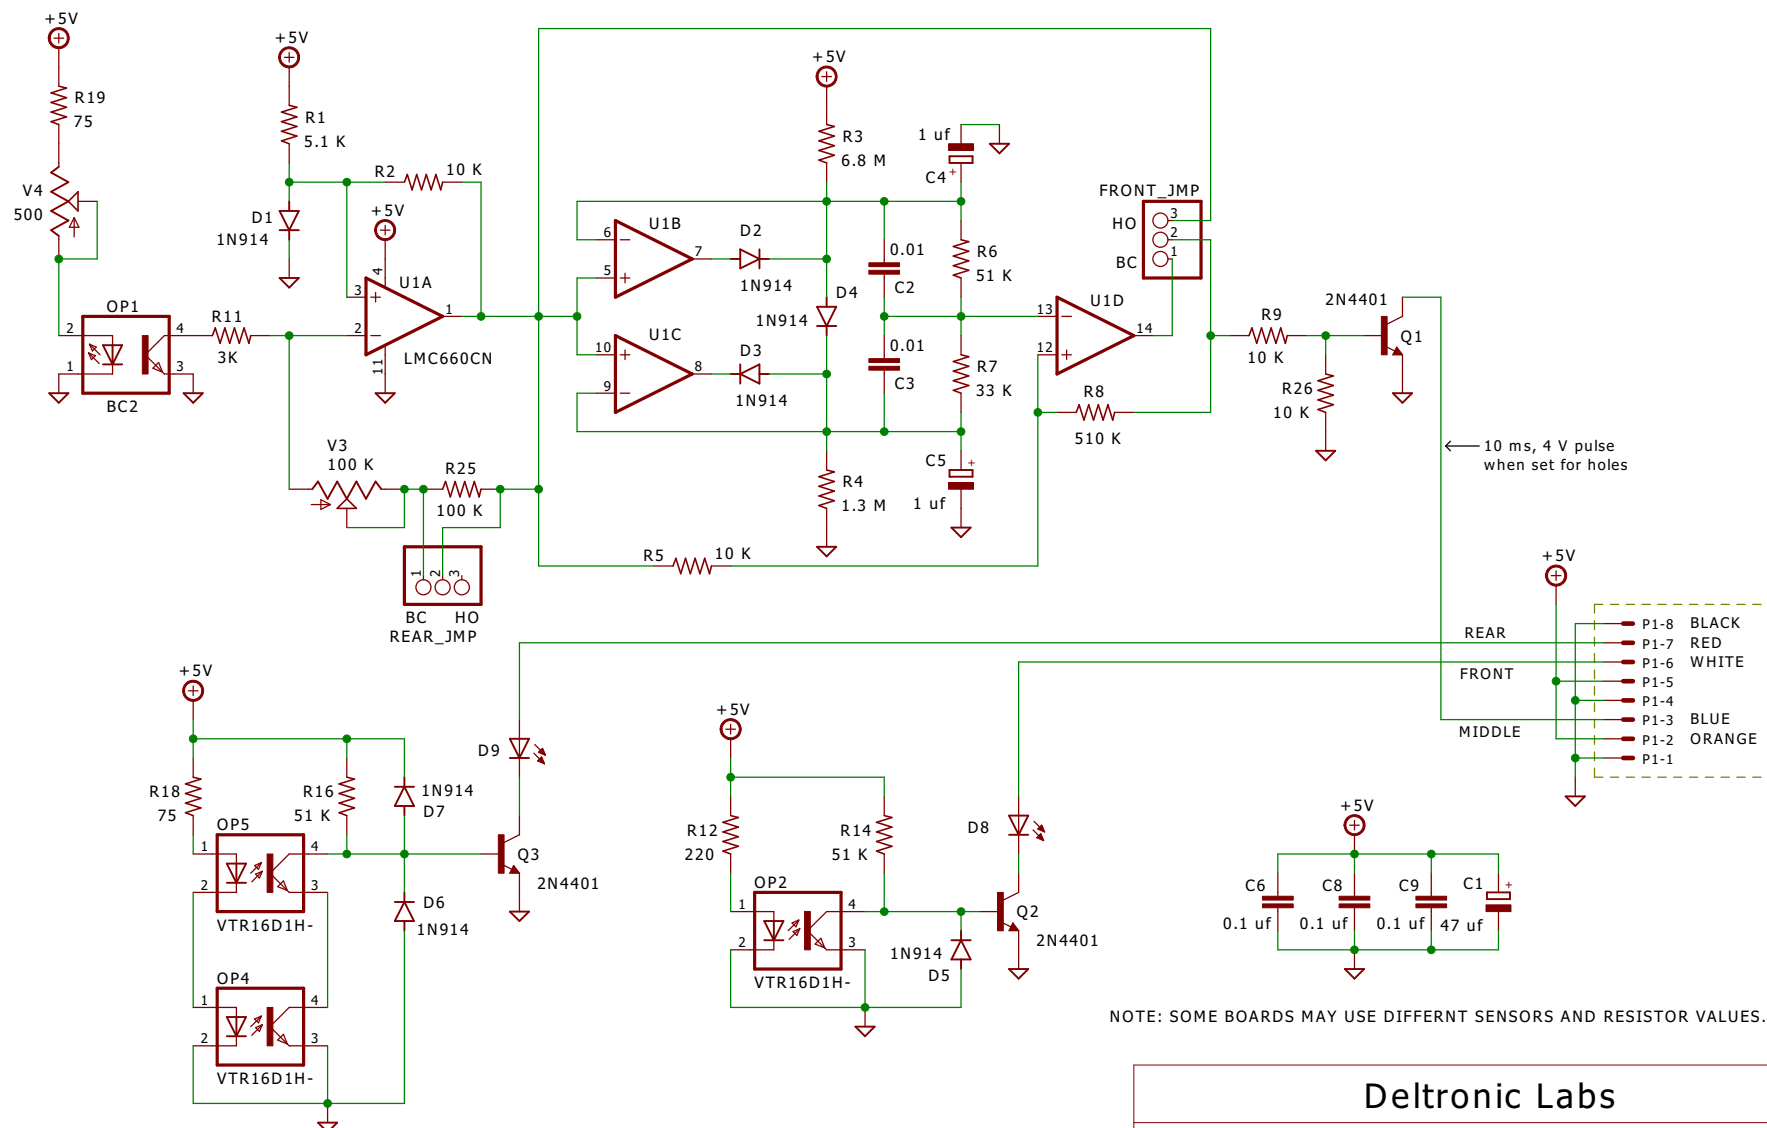 +5V
R19
75
V4
500
OP1
2
1
4
3
BC2
R11
3K
+5V
R1
5.1 K
D1
1N914
R2
10 K
+5V
4
U1A
3
2
1
11
LMC660CN
V3
100 K
R25
100 K
1
2
3
BC
HO
REAR_JMP
U1B
6
5
7
D2
1N914
U1C
10
9
8
D3
1N914
+5V
R3
6.8 M
D4
1N914
R4
1.3 M
1 uf
C4
+
0.01
C2
R6
51 K
0.01
C3
R7
33 K
C5
+
1 uf
R5
10 K
U1D
13
12
14
R8
510 K
FRONT_JMP
HO
3
2
BC
1
R9
10 K
R26
10 K
2N4401
Q1
10 ms, 4 V pulse
when set for holes
+5V
P1-8 BLACK
P1-7 RED
P1-6 WHITE
P1-5
P1-4
P1-3 BLUE
P1-2 ORANGE
P1-1
REAR
FRONT
MIDDLE
+5V
R18
75
R16
51 K
1N914
D7
OP5
1
2
4
3
VTR16D1H-
D6
1N914
OP4
1
2
4
3
VTR16D1H-
D9
Q3
2N4401
+5V
R12
220
R14
51 K
OP2
1
2
4
3
VTR16D1H-
1N914
D5
D8
Q2
2N4401
+5V
C6
0.1 uf
C8
0.1 uf
C9
0.1 uf
C1
+
47 uf
NOTE: SOME BOARDS MAY USE DIFFERNT SENSORS AND RESISTOR VALUES.
Deltronic Labs